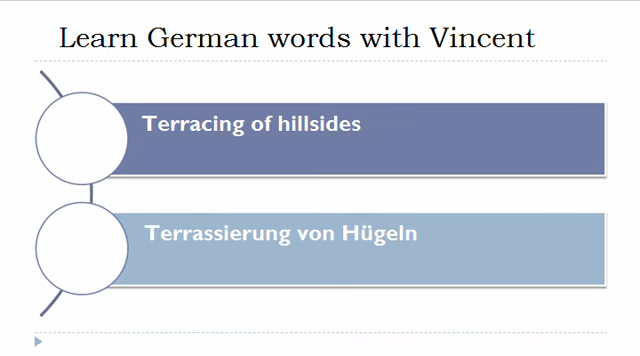 Learn German words with Vincent
Terracing of hillsides
Terrassierung von Hügeln